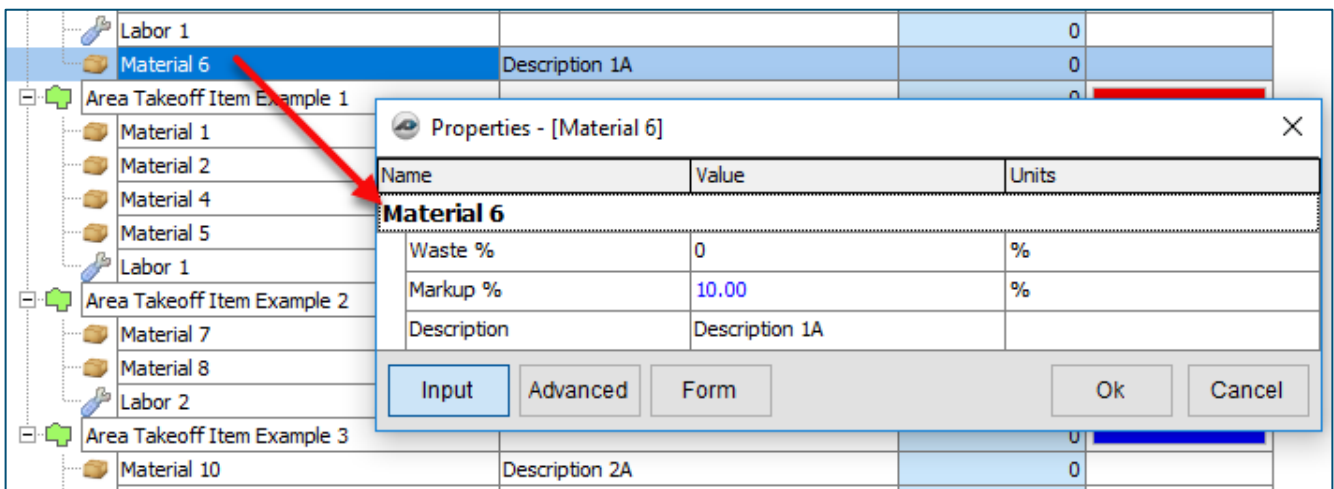 Labor 1 0
Material 6 Description 1A 0
Area Takeoff Item Example 1 0
Material 1
Material 2
Material 4
Material 5
Labor 1
Area Takeoff Item Example 2
Material 7
Material 8
Labor 2
Area Takeoff Item Example 3 0
Material 10 Description 2A 0
Properties - [Material 6]
Name Value Units
Material 6
Waste % 0 %
Markup % 10.00 %
Description Description 1A
Input Advanced Form Ok Cancel